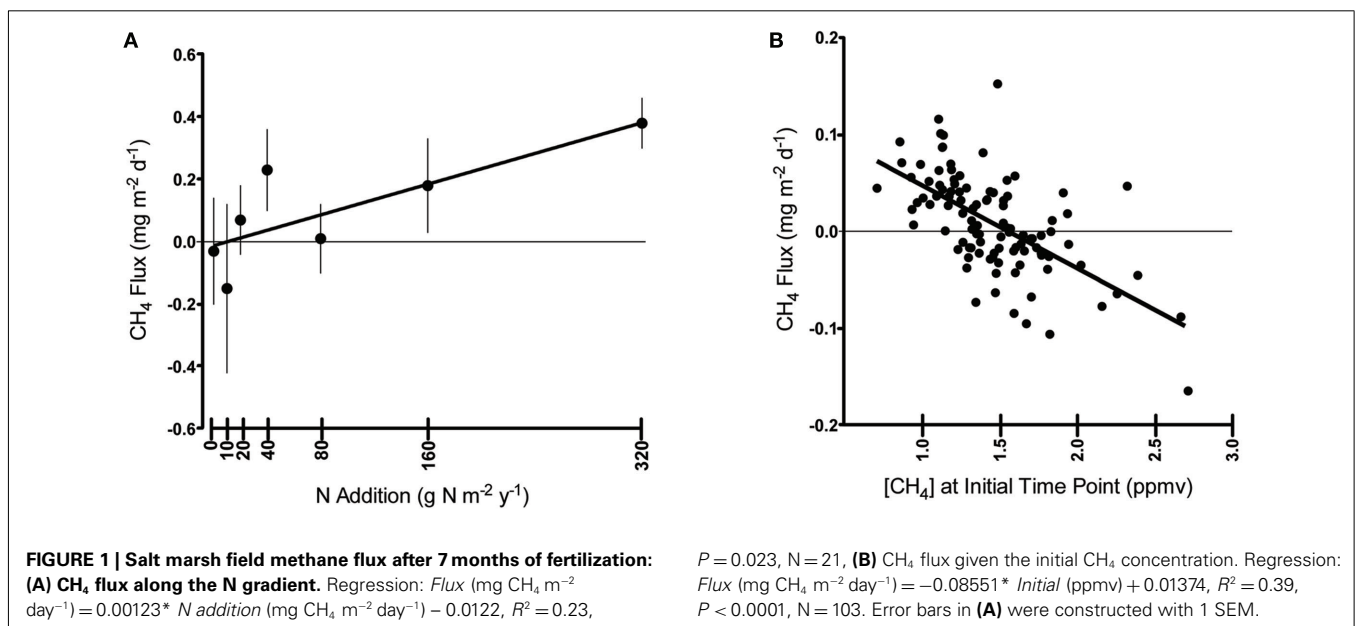 A
0.6
0.4
0.2
0.0
-0.2
-0.4
-0.6
CH₄ Flux (mg m⁻² d⁻¹)
0
10
20
40
80
160
320
N Addition (g N m⁻² y⁻¹)
B
0.2
0.1
0.0
-0.1
-0.2
CH₄ Flux (mg m⁻² d⁻¹)
1.0
1.5
2.0
2.5
3.0
[CH₄] at Initial Time Point (ppmv)
FIGURE 1 | Salt marsh field methane flux after 7 months of fertilization:
(A) CH₄ flux along the N gradient. Regression: Flux (mg CH₄ m⁻²
day⁻¹) = 0.00123* N addition (mg CH₄ m⁻² day⁻¹) – 0.0122, R² = 0.23,
P = 0.023, N = 21, (B) CH₄ flux given the initial CH₄ concentration. Regression:
Flux (mg CH₄ m⁻² day⁻¹) = −0.08551* Initial (ppmv) + 0.01374, R² = 0.39,
P < 0.0001, N = 103. Error bars in (A) were constructed with 1 SEM.